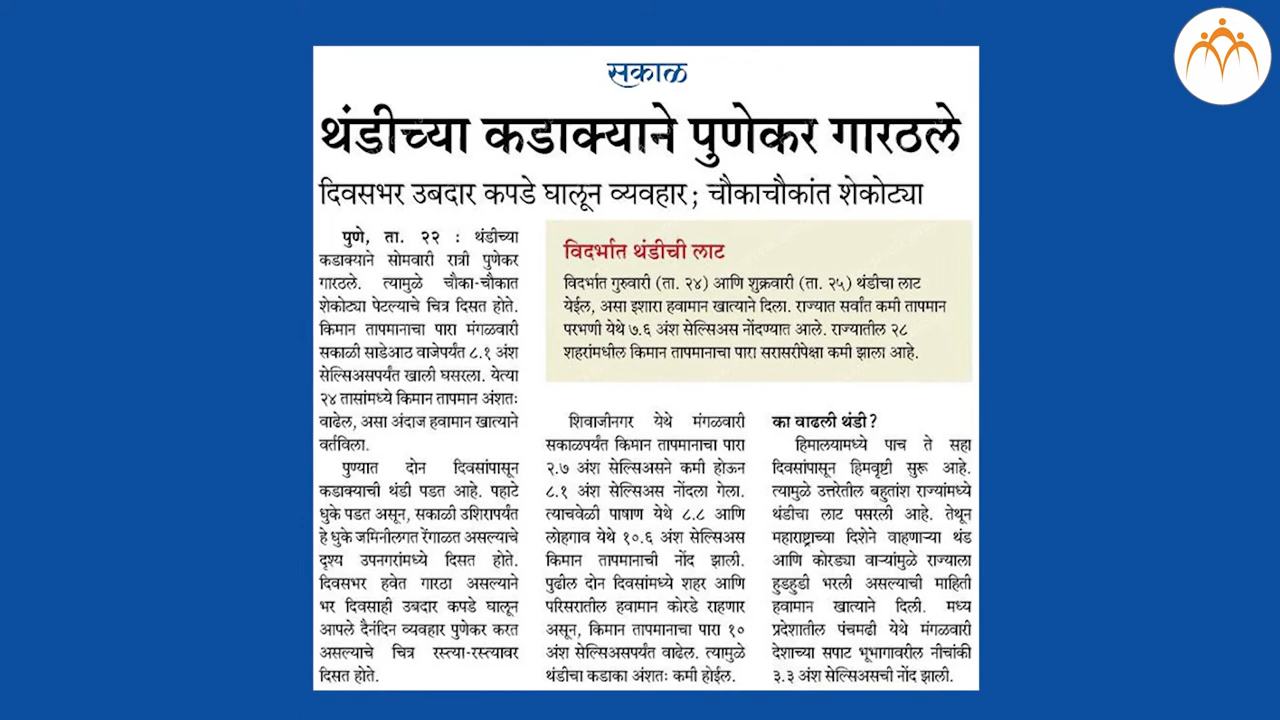 सकाळ
थंडीच्या कडाक्याने पुणेकर गारठले
दिवसभर उबदार कपडे घालून व्यवहार; चौकाचौकांत शेकोट्या
पुणे, ता. २२ : थंडीच्या
कडाक्याने सोमवारी रात्री पुणेकर
गारठले. त्यामुळे चौका-चौकात
शेकोट्या पेटल्याचे चित्र दिसत होते.
किमान तापमानाचा पारा मंगळवारी
सकाळी साडेआठ वाजेपर्यंत ८.१ अंश
सेल्सिअसपर्यंत खाली घसरला. येत्या
२४ तासांमध्ये किमान तापमान अंशतः
वाढेल, असा अंदाज हवामान खात्याने
वर्तविला.
पुण्यात दोन दिवसांपासून
कडाक्याची थंडी पडत आहे. पहाटे
धुके पडत असून, सकाळी उशिरापर्यंत
हे धुके जमिनीलगत रेंगाळत असल्याचे
दृश्य उपनगरांमध्ये दिसत होते.
दिवसभर हवेत गारठा असल्याने
भर दिवसाही उबदार कपडे घालून
आपले दैनंदिन व्यवहार पुणेकर करत
असल्याचे चित्र रस्त्या-रस्त्यावर
दिसत होते.
विदर्भात थंडीची लाट
विदर्भात गुरुवारी (ता. २४) आणि शुक्रवारी (ता. २५) थंडीचा लाट
येईल, असा इशारा हवामान खात्याने दिला. राज्यात सर्वांत कमी तापमान
परभणी येथे ७.६ अंश सेल्सिअस नोंदण्यात आले. राज्यातील २८
शहरांमधील किमान तापमानाचा पारा सरासरीपेक्षा कमी झाला आहे.
शिवाजीनगर येथे मंगळवारी
सकाळपर्यंत किमान तापमानाचा पारा
२.७ अंश सेल्सिअसने कमी होऊन
८.१ अंश सेल्सिअस नोंदला गेला.
त्याचवेळी पाषाण येथे ८.८ आणि
लोहगाव येथे १०.६ अंश सेल्सिअस
किमान तापमानाची नोंद झाली.
पुढील दोन दिवसांमध्ये शहर आणि
परिसरातील हवामान कोरडे राहणार
असून, किमान तापमानाचा पारा १०
अंश सेल्सिअसपर्यंत वाढेल. त्यामुळे
थंडीचा कडाका अंशतः कमी होईल.
का वाढली थंडी?
हिमालयामध्ये पाच ते सहा
दिवसांपासून हिमवृष्टी सुरू आहे.
त्यामुळे उत्तरेतील बहुतांश राज्यांमध्ये
थंडीचा लाट पसरली आहे. तेथून
महाराष्ट्राच्या दिशेने वाहणाऱ्या थंड
आणि कोरड्या वाऱ्यांमुळे राज्याला
हुडहुडी भरली असल्याची माहिती
हवामान खात्याने दिली. मध्य
प्रदेशातील पंचमढी येथे मंगळवारी
देशाच्या सपाट भूभागावरील नीचांकी
३.३ अंश सेल्सिअसची नोंद झाली.